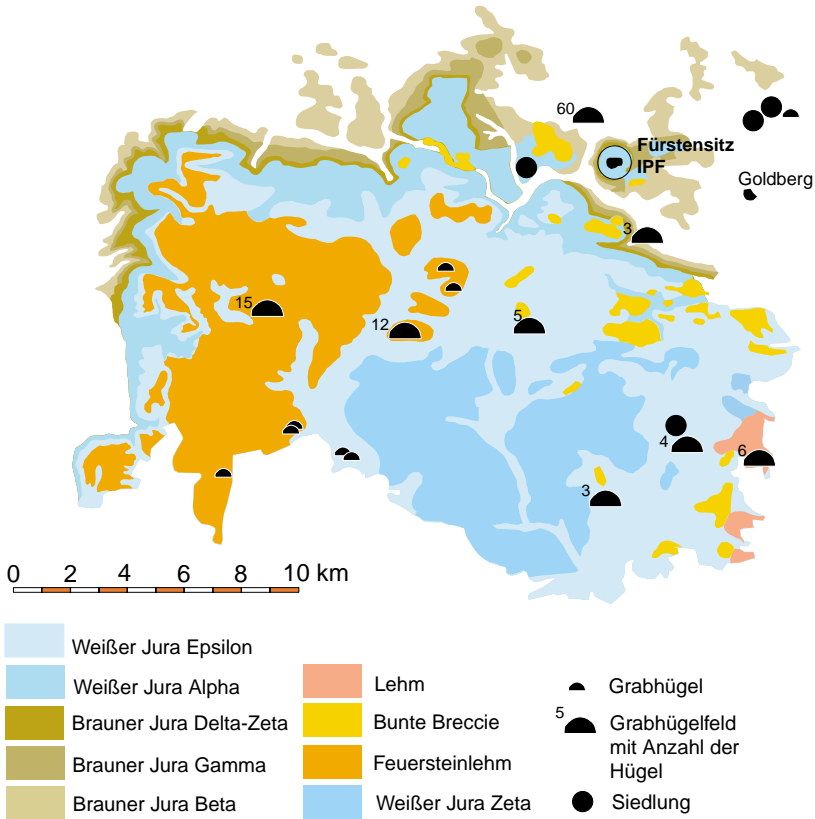 60
Fürstensitz
IPF
Goldberg
3
15
12
5
4
6
3
0 2 4 6 8 10 km
Weißer Jura Epsilon
Weißer Jura Alpha
Brauner Jura Delta-Zeta
Brauner Jura Gamma
Brauner Jura Beta
Lehm
Bunte Breccie
Feuersteinlehm
Weißer Jura Zeta
Grabhügel
5
Grabhügelfeld
mit Anzahl der
Hügel
Siedlung